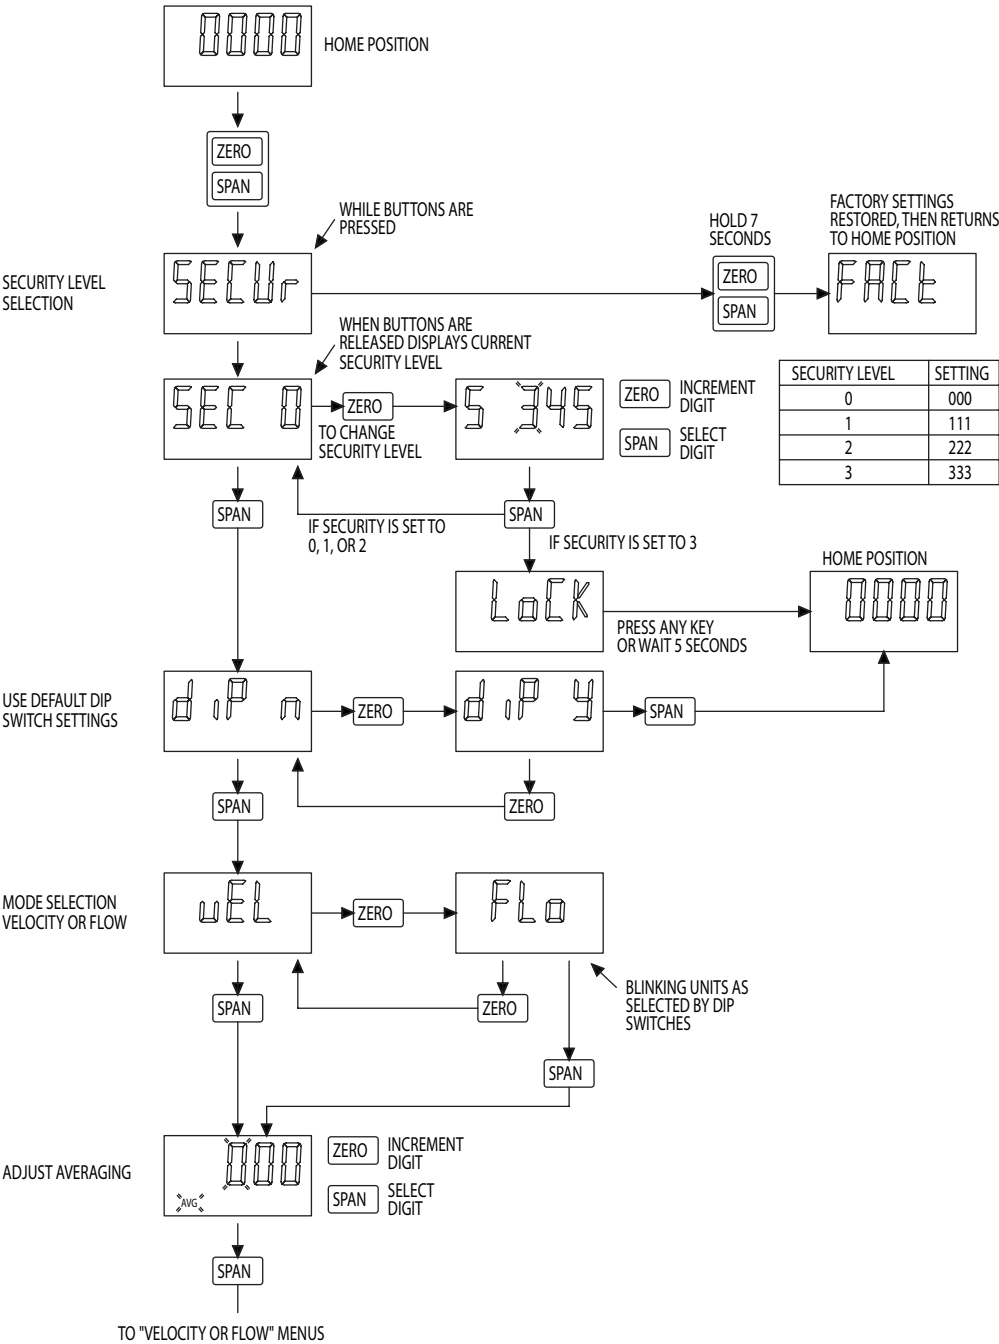 0000
HOME POSITION
ZERO
SPAN
WHILE BUTTONS ARE
PRESSED
SECURITY LEVEL
SELECTION
SECUr
HOLD 7
SECONDS
ZERO
SPAN
FACTORY SETTINGS
RESTORED, THEN RETURNS
TO HOME POSITION
FACt
WHEN BUTTONS ARE
RELEASED DISPLAYS CURRENT
SECURITY LEVEL
SEC 0
ZERO
TO CHANGE
SECURITY LEVEL
S 345
ZERO INCREMENT
DIGIT
SPAN SELECT
DIGIT
SECURITY LEVEL SETTING
0 000
1 111
2 222
3 333
SPAN
IF SECURITY IS SET TO
0, 1, OR 2
SPAN
IF SECURITY IS SET TO 3
LoCK
PRESS ANY KEY
OR WAIT 5 SECONDS
HOME POSITION
0000
USE DEFAULT DIP
SWITCH SETTINGS
diP n
ZERO
diP Y
SPAN
SPAN
ZERO
MODE SELECTION
VELOCITY OR FLOW
uEL
ZERO
FLo
BLINKING UNITS AS
SELECTED BY DIP
SWITCHES
SPAN
ZERO
SPAN
ADJUST AVERAGING
000
AVG
ZERO INCREMENT
DIGIT
SPAN SELECT
DIGIT
SPAN
TO "VELOCITY OR FLOW" MENUS